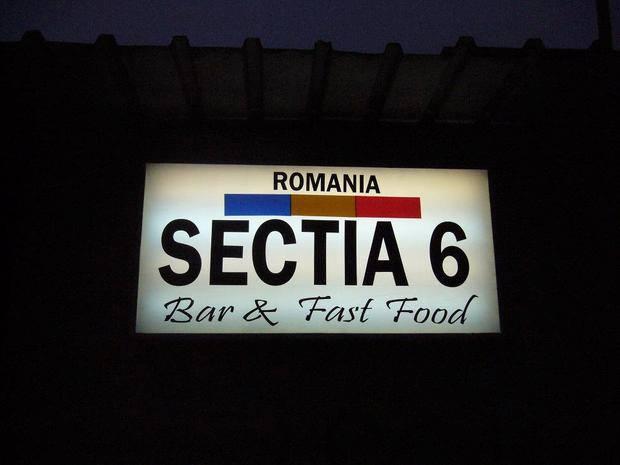 ROMANIA
SECTIA 6
Bar & Fast Food